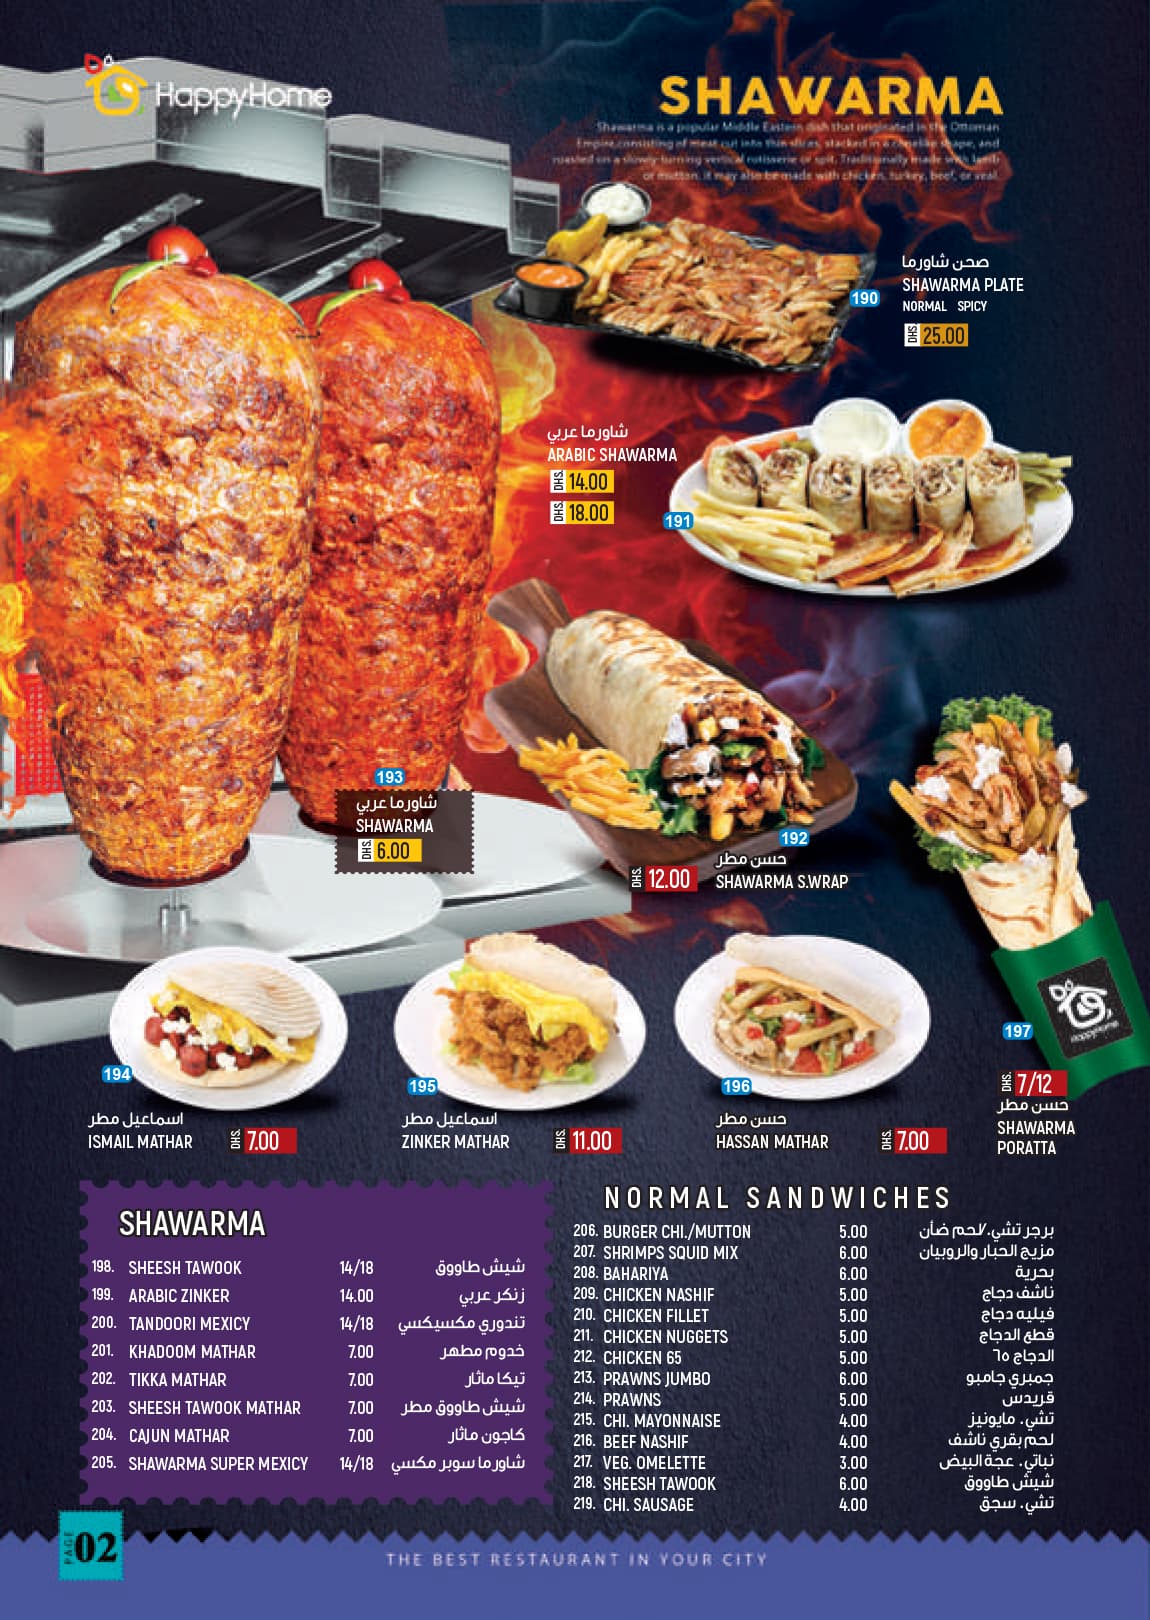 HappyHome
SHAWARMA
Shawarma is a popular Middle Eastern dish that originated in the Ottoman
Empire, consisting of meat cut into thin slices, stacked in a cone-like shape, and
roasted on a slowly-turning vertical rotisserie or spit. Traditionally made with lamb
or mutton, it may also be made with chicken, turkey, beef, or veal.
190
صحن شاورما
SHAWARMA PLATE
NORMAL SPICY
DHS. 25.00
شاورما عربي
ARABIC SHAWARMA
DHS. 14.00
DHS. 18.00
191
193
شاورما عربي
SHAWARMA
DHS. 6.00
192
حسن مطر
DHS. 12.00 SHAWARMA S.WRAP
194
اسماعيل مطر
ISMAIL MATHAR DHS. 7.00
195
اسماعيل مطر
ZINKER MATHAR DHS. 11.00
196
حسن مطر
HASSAN MATHAR DHS. 7.00
HappyHome
197
DHS. 7/12
حسن مطر
SHAWARMA
PORATTA
SHAWARMA
198. SHEESH TAWOOK 14/18 شيش طاووق
199. ARABIC ZINKER 14.00 زنكر عربي
200. TANDOORI MEXICY 14/18 تندوري مكسيكسي
201. KHADOOM MATHAR 7.00 خدوم مطهر
202. TIKKA MATHAR 7.00 تيكا ماثار
203. SHEESH TAWOOK MATHAR 7.00 شيش طاووق مطر
204. CAJUN MATHAR 7.00 كاجون ماثار
205. SHAWARMA SUPER MEXICY 14/18 شاورما سوبر مكسي
NORMAL SANDWICHES
206. BURGER CHI./MUTTON 5.00 برجر تشي./لحم ضأن
207. SHRIMPS SQUID MIX 6.00 مزيج الحبار والروبيان
208. BAHARIYA 6.00 بحرية
209. CHICKEN NASHIF 5.00 ناشف دجاج
210. CHICKEN FILLET 5.00 فيليه دجاج
211. CHICKEN NUGGETS 5.00 قطع الدجاج
212. CHICKEN 65 5.00 الدجاج ٦٥
213. PRAWNS JUMBO 6.00 جمبري جامبو
214. PRAWNS 5.00 قريدس
215. CHI. MAYONNAISE 4.00 تشي. مايونيز
216. BEEF NASHIF 4.00 لحم بقري ناشف
217. VEG. OMELETTE 3.00 نباتي. عجة البيض
218. SHEESH TAWOOK 6.00 شيش طاووق
219. CHI. SAUSAGE 4.00 تشي. سجق
PAGE 02
THE BEST RESTAURANT IN YOUR CITY